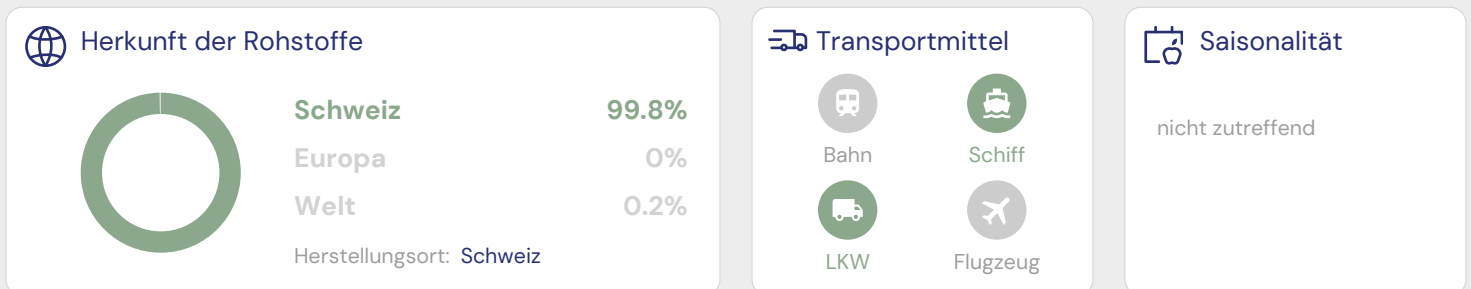 Herkunft der Rohstoffe
Schweiz 99.8%
Europa 0%
Welt 0.2%
Herstellungsort: Schweiz
Transportmittel
Bahn Schiff
LKW Flugzeug
Saisonalität
nicht zutreffend